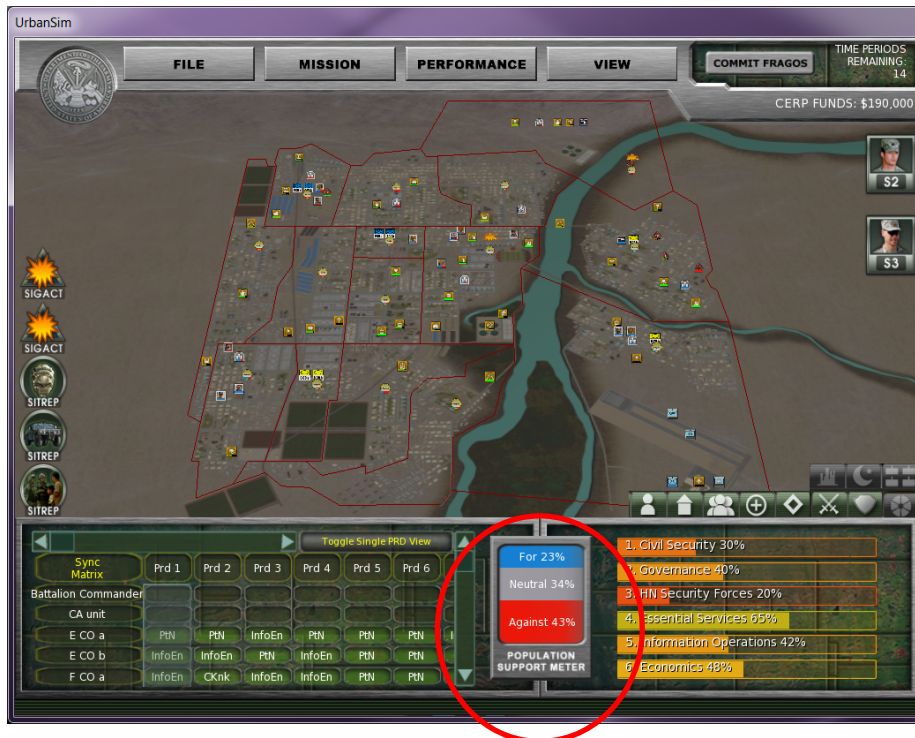 UrbanSim
FILE
MISSION
PERFORMANCE
VIEW
COMMIT FRAGOS
TIME PERIODS
REMAINING:
14
CERP FUNDS: $190,000
S2
S3
SIGACT
SIGACT
SITREP
SITREP
SITREP
Toggle Single PRD View
Sync
Matrix
Prd 1 Prd 2 Prd 3 Prd 4 Prd 5 Prd 6
Battalion Commander
CA unit
E CO a PtN PtN InfoEn PtN PtN PtN
E CO b InfoEn InfoEn PtN InfoEn PtN PtN
F CO a InfoEn CKnk InfoEn InfoEn PtN PtN
For 23%
Neutral 34%
Against 43%
POPULATION
SUPPORT METER
1. Civil Security 30%
2. Governance 40%
3. HN Security Forces 20%
4. Essential Services 65%
5. Information Operations 42%
6. Economics 48%